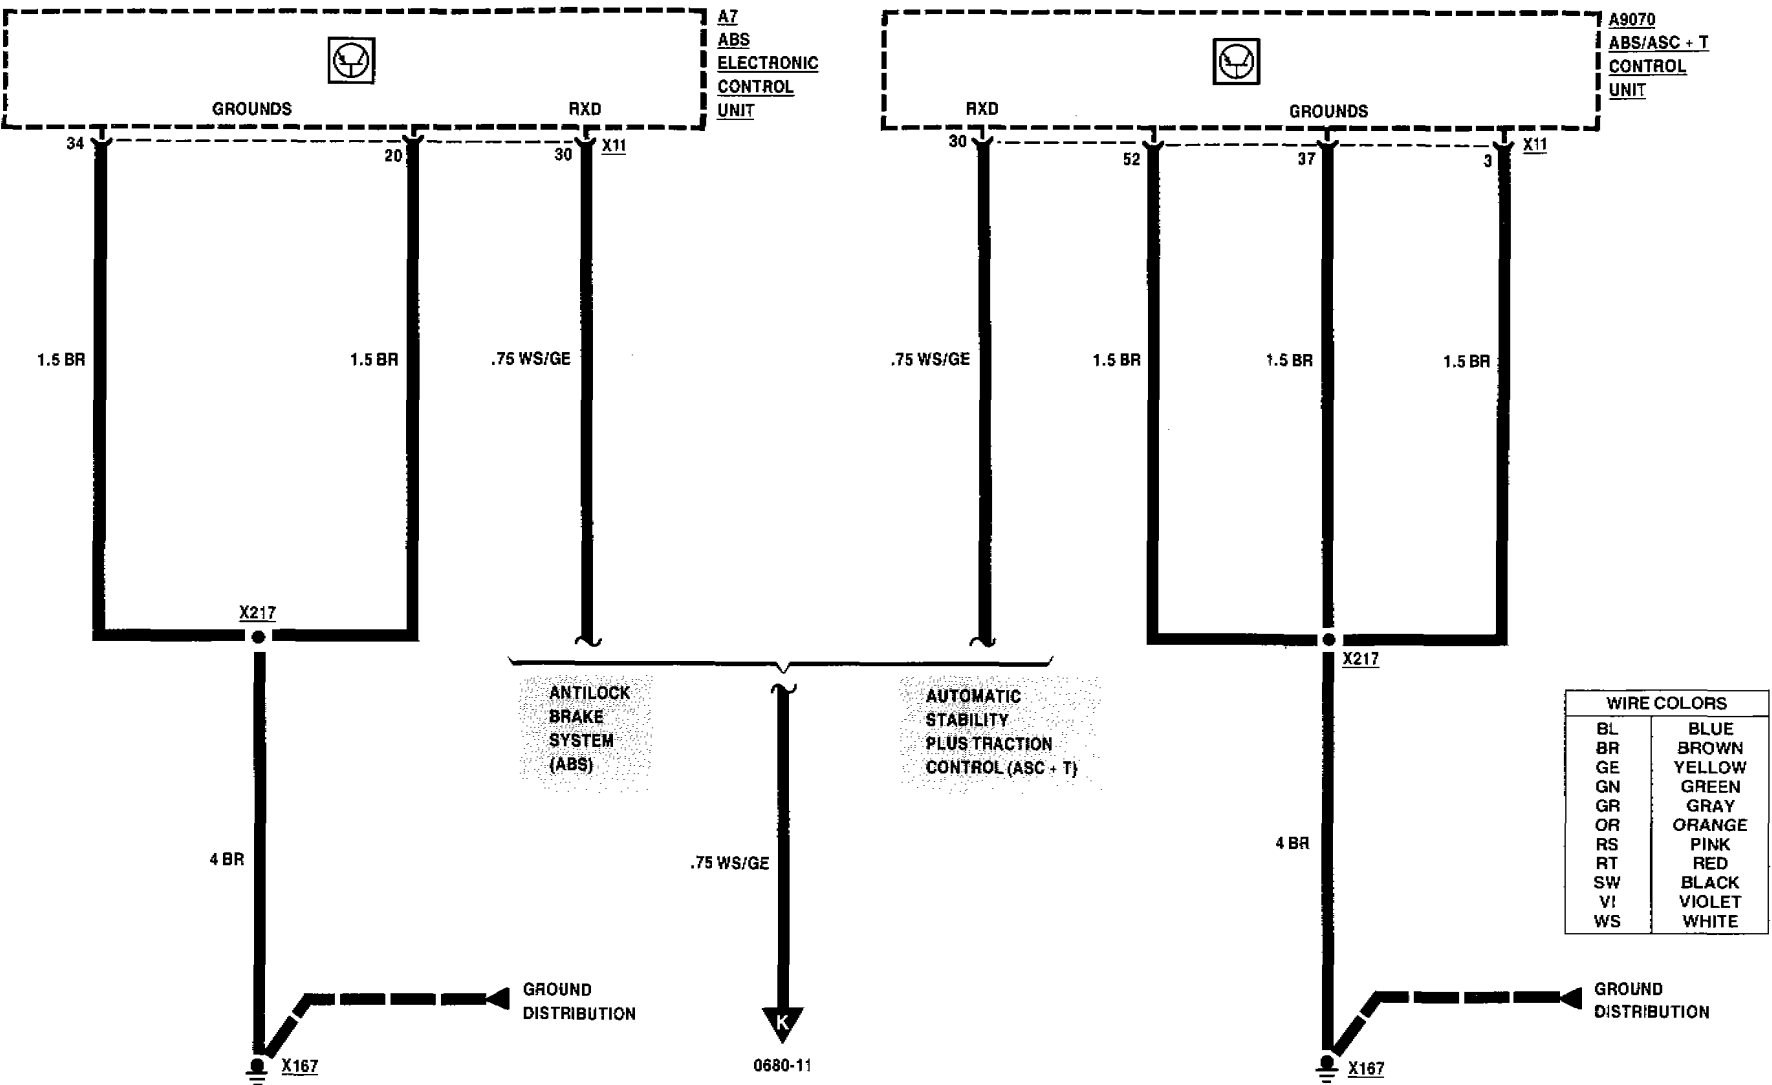 A7
ABS
ELECTRONIC
CONTROL
UNIT
GROUNDS
RXD
34
20
30
X11
A9070
ABS/ASC + T
CONTROL
UNIT
RXD
GROUNDS
30
52
37
3
X11
1.5 BR
1.5 BR
.75 WS/GE
.75 WS/GE
1.5 BR
1.5 BR
1.5 BR
X217
X217
ANTILOCK
BRAKE
SYSTEM
(ABS)
AUTOMATIC
STABILITY
PLUS TRACTION
CONTROL (ASC + T)
4 BR
.75 WS/GE
4 BR
WIRE COLORS
BL BLUE
BR BROWN
GE YELLOW
GN GREEN
GR GRAY
OR ORANGE
RS PINK
RT RED
SW BLACK
VI VIOLET
WS WHITE
GROUND
DISTRIBUTION
X167
K
0680-11
GROUND
DISTRIBUTION
X167